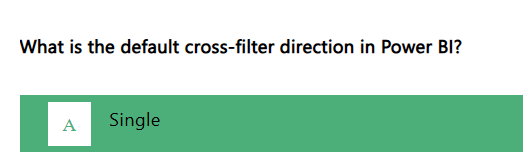 What is the default cross-filter direction in Power BI?
A Single